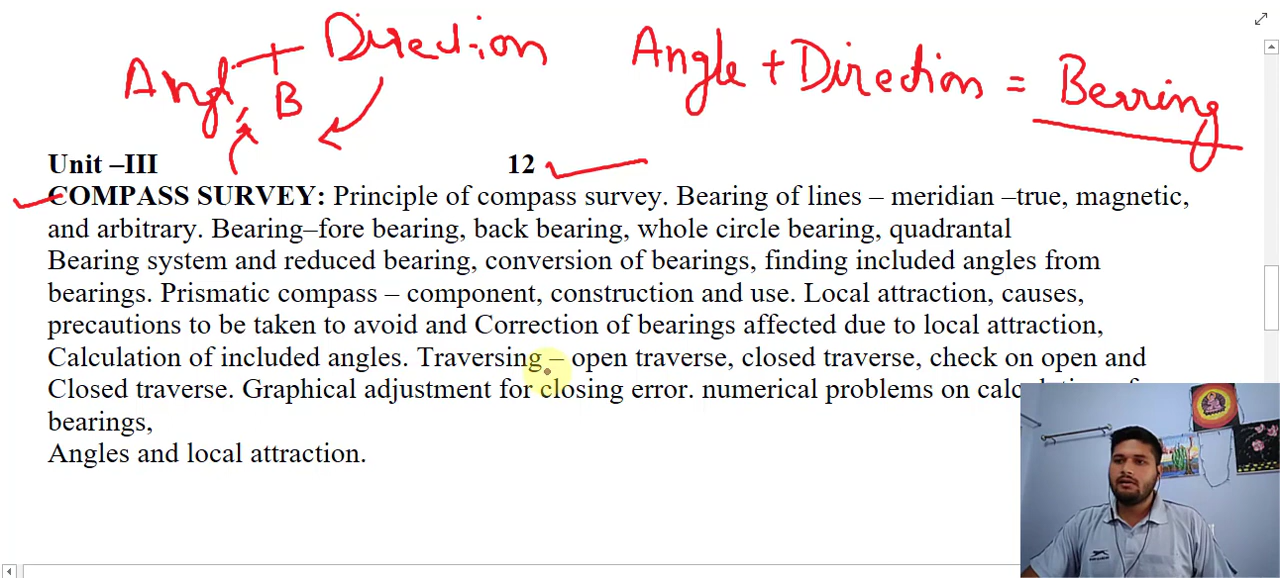 Angl + Direction
B
Angle + Direction = Berring
Unit –III 12
COMPASS SURVEY: Principle of compass survey. Bearing of lines – meridian –true, magnetic,
and arbitrary. Bearing–fore bearing, back bearing, whole circle bearing, quadrantal
Bearing system and reduced bearing, conversion of bearings, finding included angles from
bearings. Prismatic compass – component, construction and use. Local attraction, causes,
precautions to be taken to avoid and Correction of bearings affected due to local attraction,
Calculation of included angles. Traversing – open traverse, closed traverse, check on open and
Closed traverse. Graphical adjustment for closing error. numerical problems on
bearings,
Angles and local attraction.